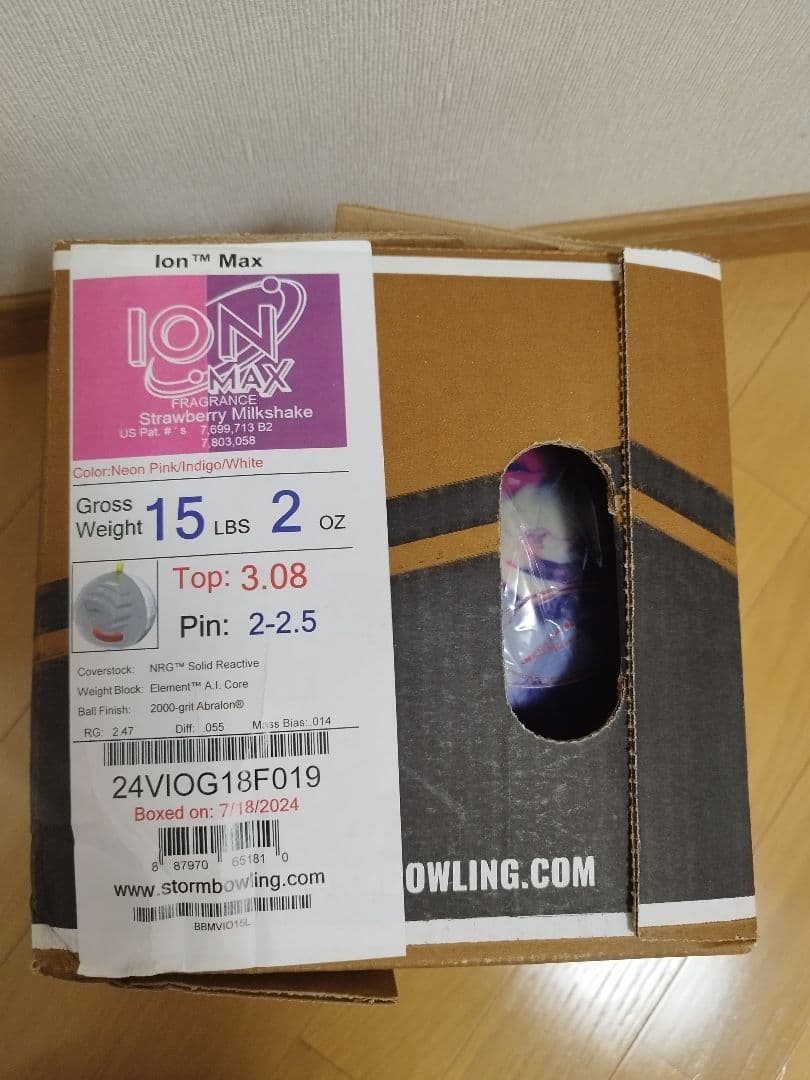 Ion™ Max
ION
MAX
FRAGRANCE
Strawberry Milkshake
US Pat. #'s 7,699,713 B2
7,803,058
Color:Neon Pink/Indigo/White
Gross Weight 15 LBS 2 OZ
Top: 3.08
Pin: 2-2.5
Coverstock: NRG™ Solid Reactive
Weight Block: Element™ A.I. Core
Ball Finish: 2000-grit Abralon®
RG: 2.47 Diff: .055 Mass Bias: .014
24VIOG18F019
Boxed on: 7/18/2024
8 87970 65181 0
www.stormbowling.com
BBMVIO15L
OWLING.COM